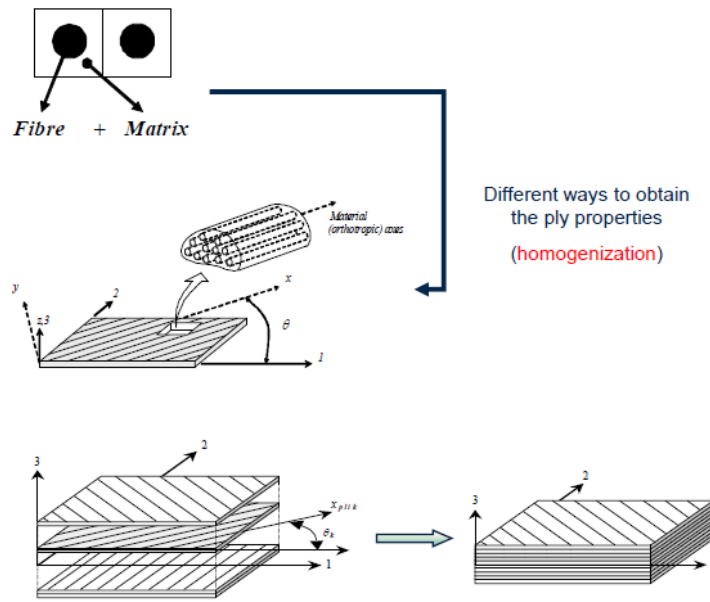 Fibre + Matrix
Different ways to obtain
the ply properties
(homogenization)
Material
(orthotropic) axes
y
2
z,3
x
θ
1
2
3
x ply k
θk
1
2
3